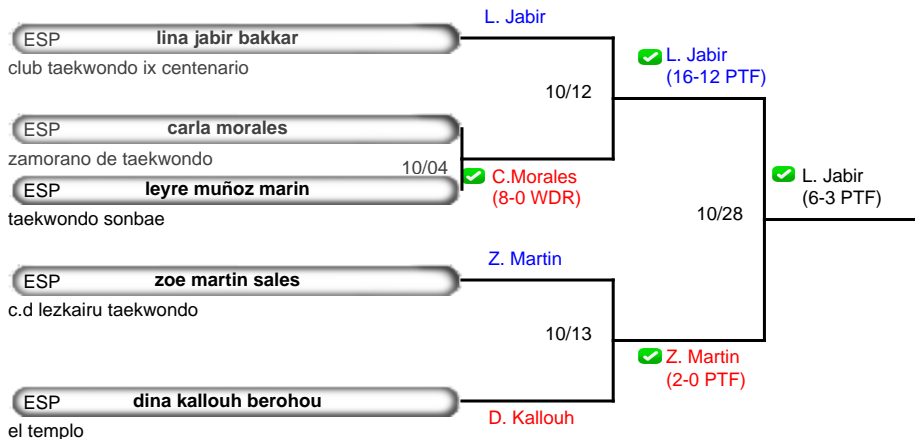 L. Jabir
ESP lina jabir bakkar
club taekwondo ix centenario
L. Jabir
(16-12 PTF)
10/12
ESP carla morales
zamorano de taekwondo
10/04
C.Morales
(8-0 WDR)
L. Jabir
(6-3 PTF)
ESP leyre muñoz marin
taekwondo sonbae
10/28
Z. Martin
ESP zoe martin sales
c.d lezkairu taekwondo
10/13
Z. Martin
(2-0 PTF)
ESP dina kallouh berohou
D. Kallouh
el templo